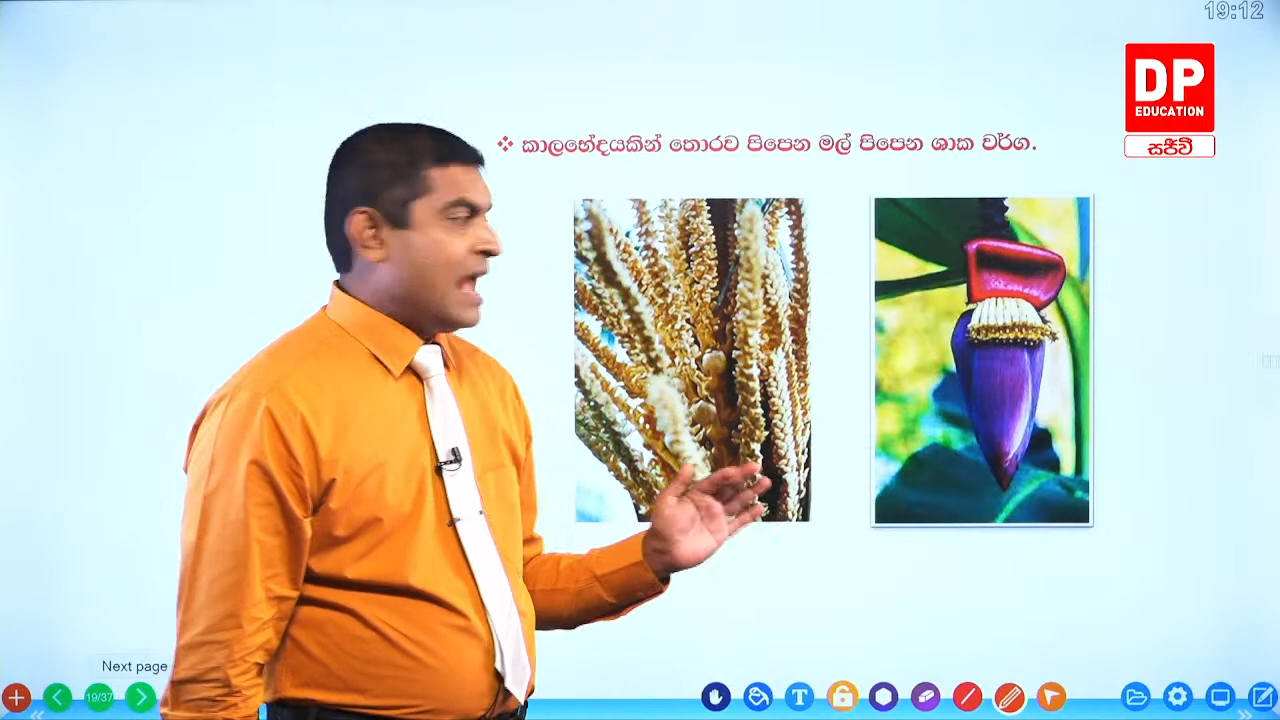 19:12
DP
EDUCATION
සජීවී
❖ කාලභේදයකින් තොරව පිපෙන මල් පිපෙන ශාක වර්ග.
Next page
19/37
T